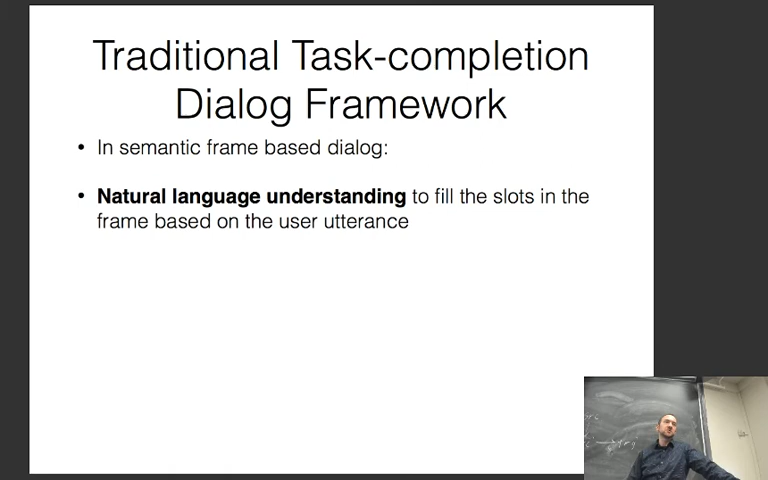 Traditional Task-completion
Dialog Framework
• In semantic frame based dialog:
• Natural language understanding to fill the slots in the
frame based on the user utterance